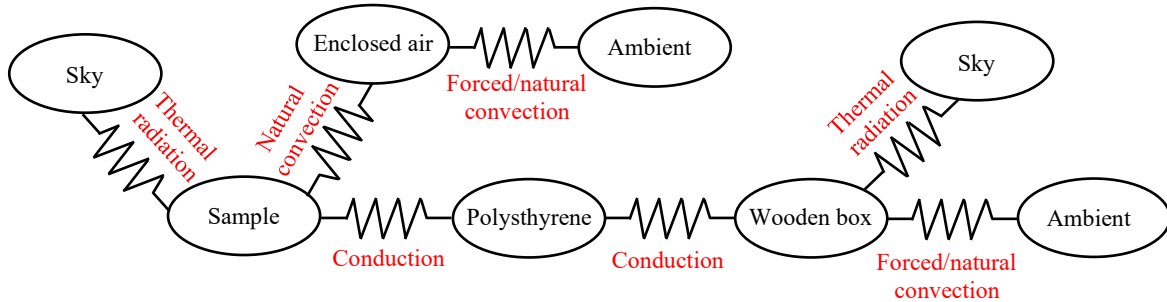 Enclosed air
Ambient
Sky
Sky
Forced/natural
convection
Thermal
radiation
Natural
convection
Thermal
radiation
Sample
Polysthyrene
Wooden box
Ambient
Conduction
Conduction
Forced/natural
convection